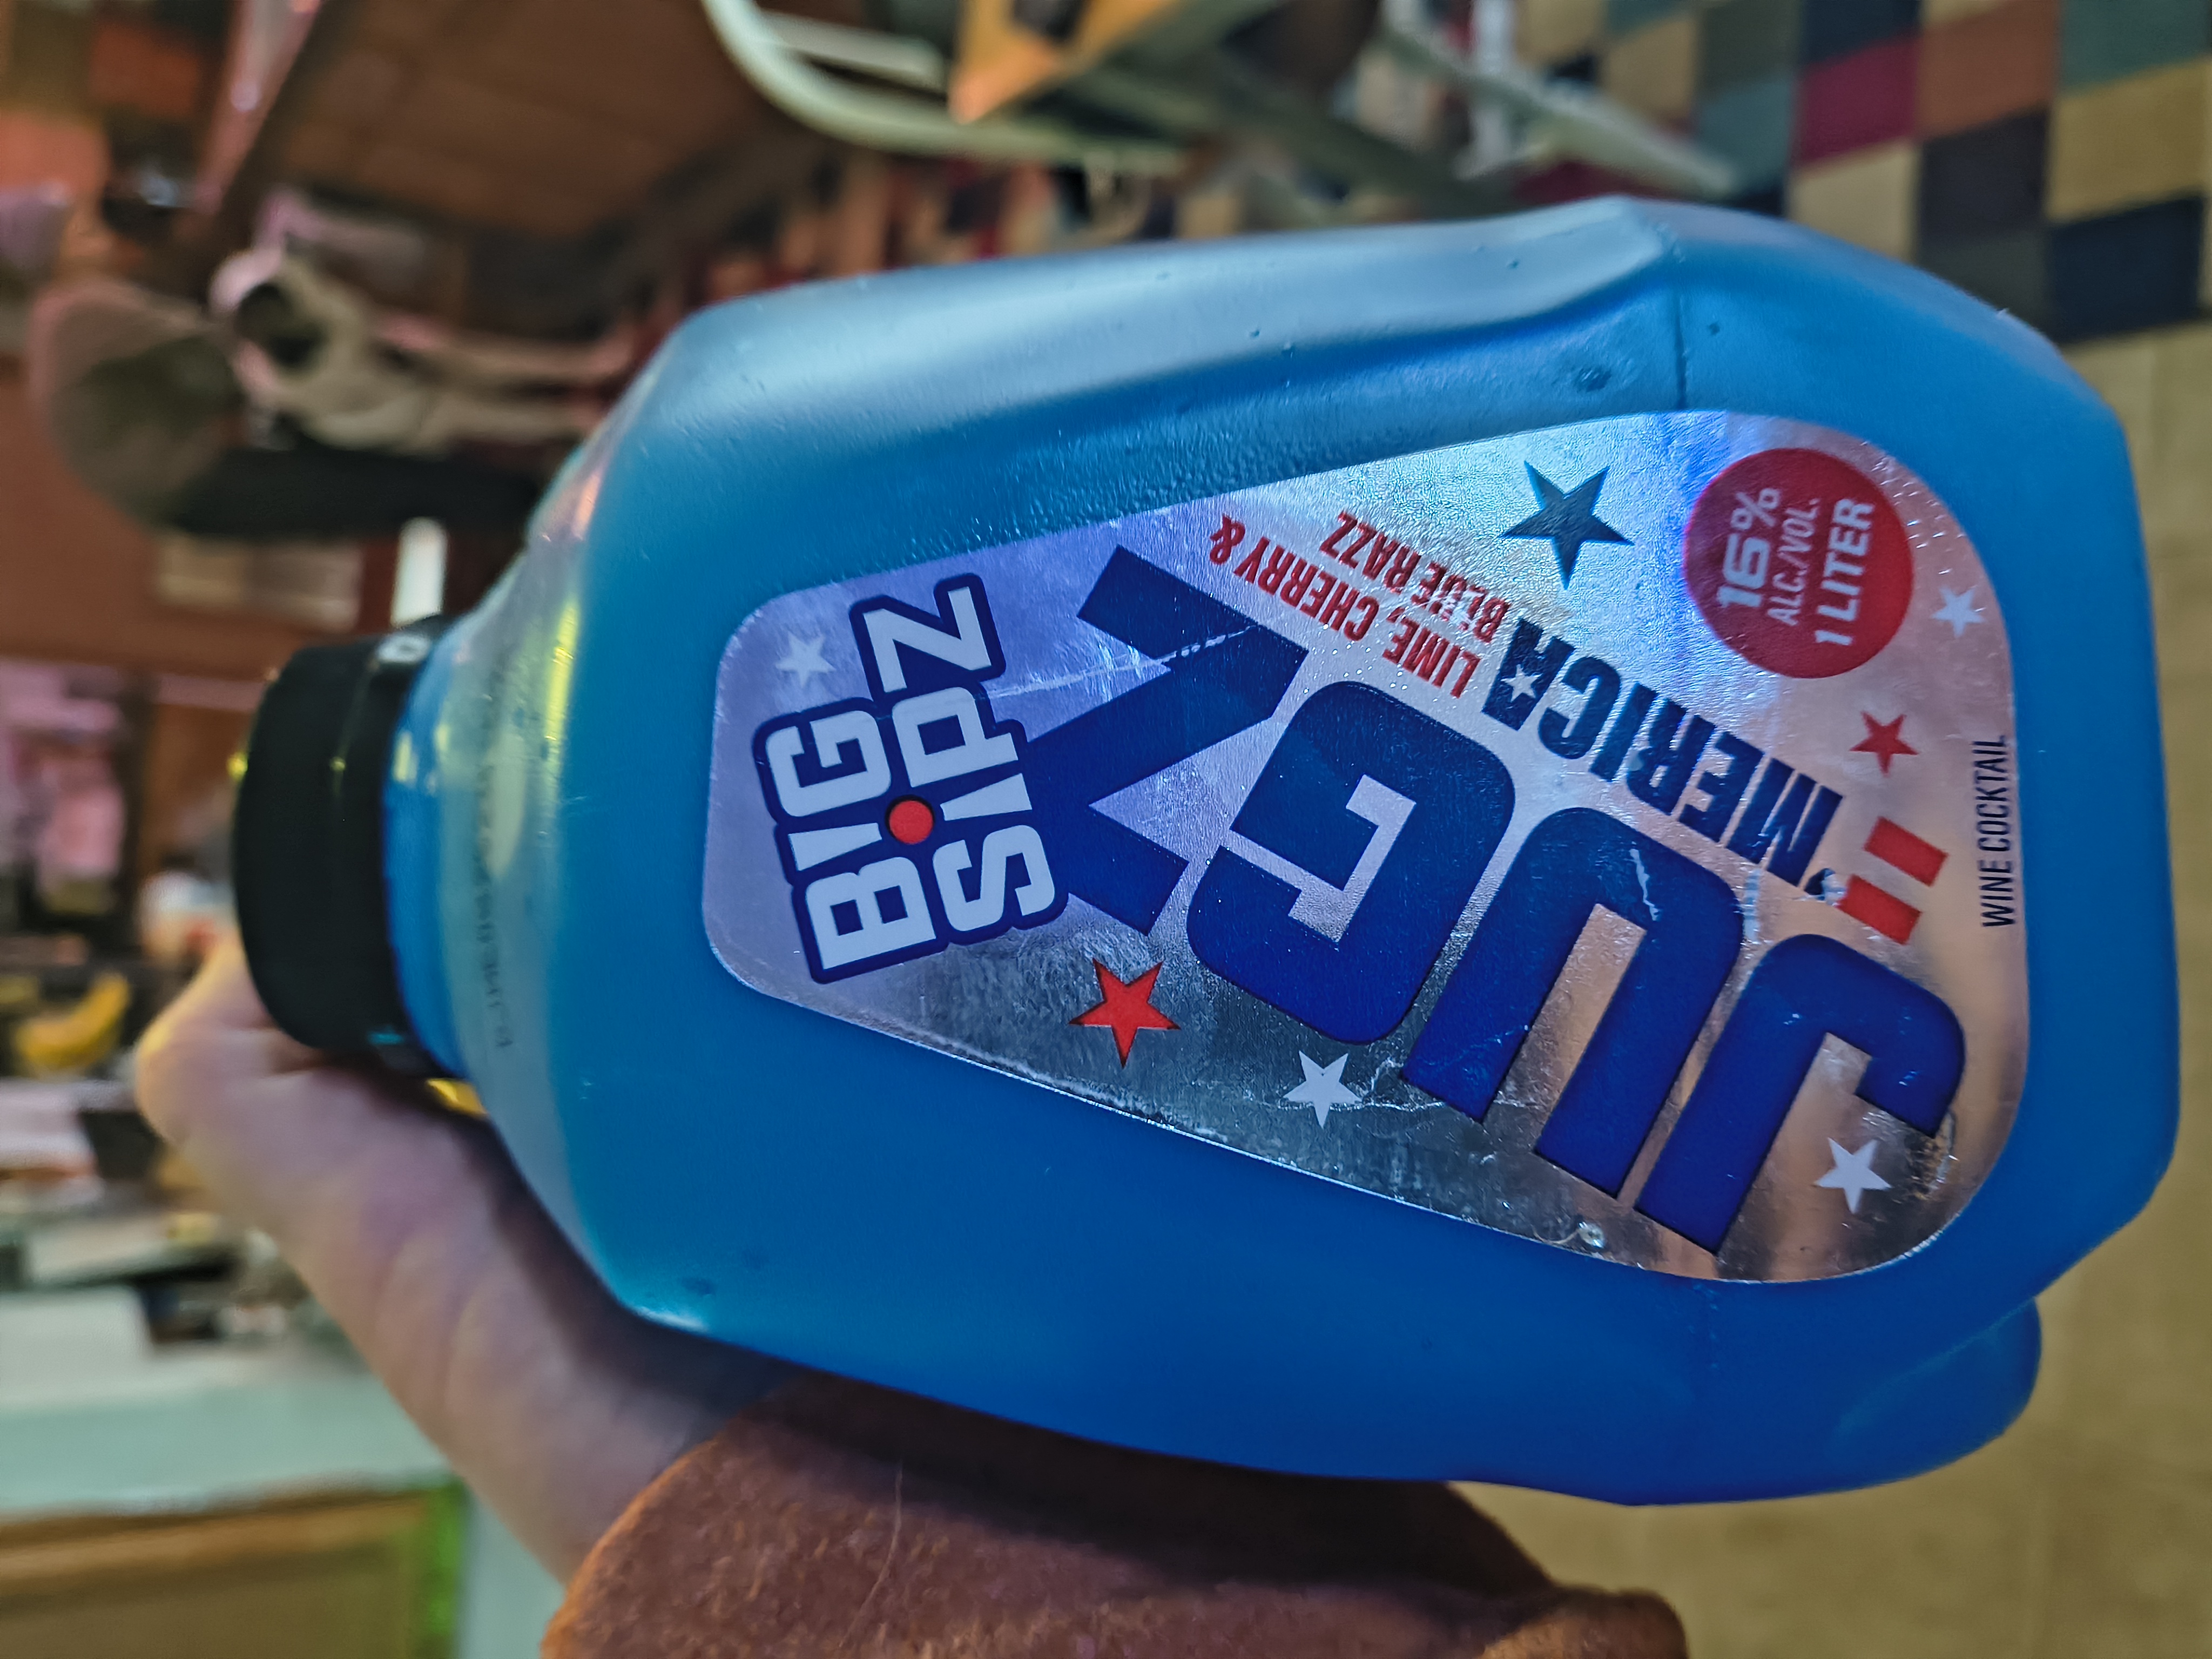 BIG
SIPZ
JUGZ
'MERICA
LIME, CHERRY &
BLUE RAZZ
16%
ALC./VOL.
1 LITER
WINE COCKTAIL